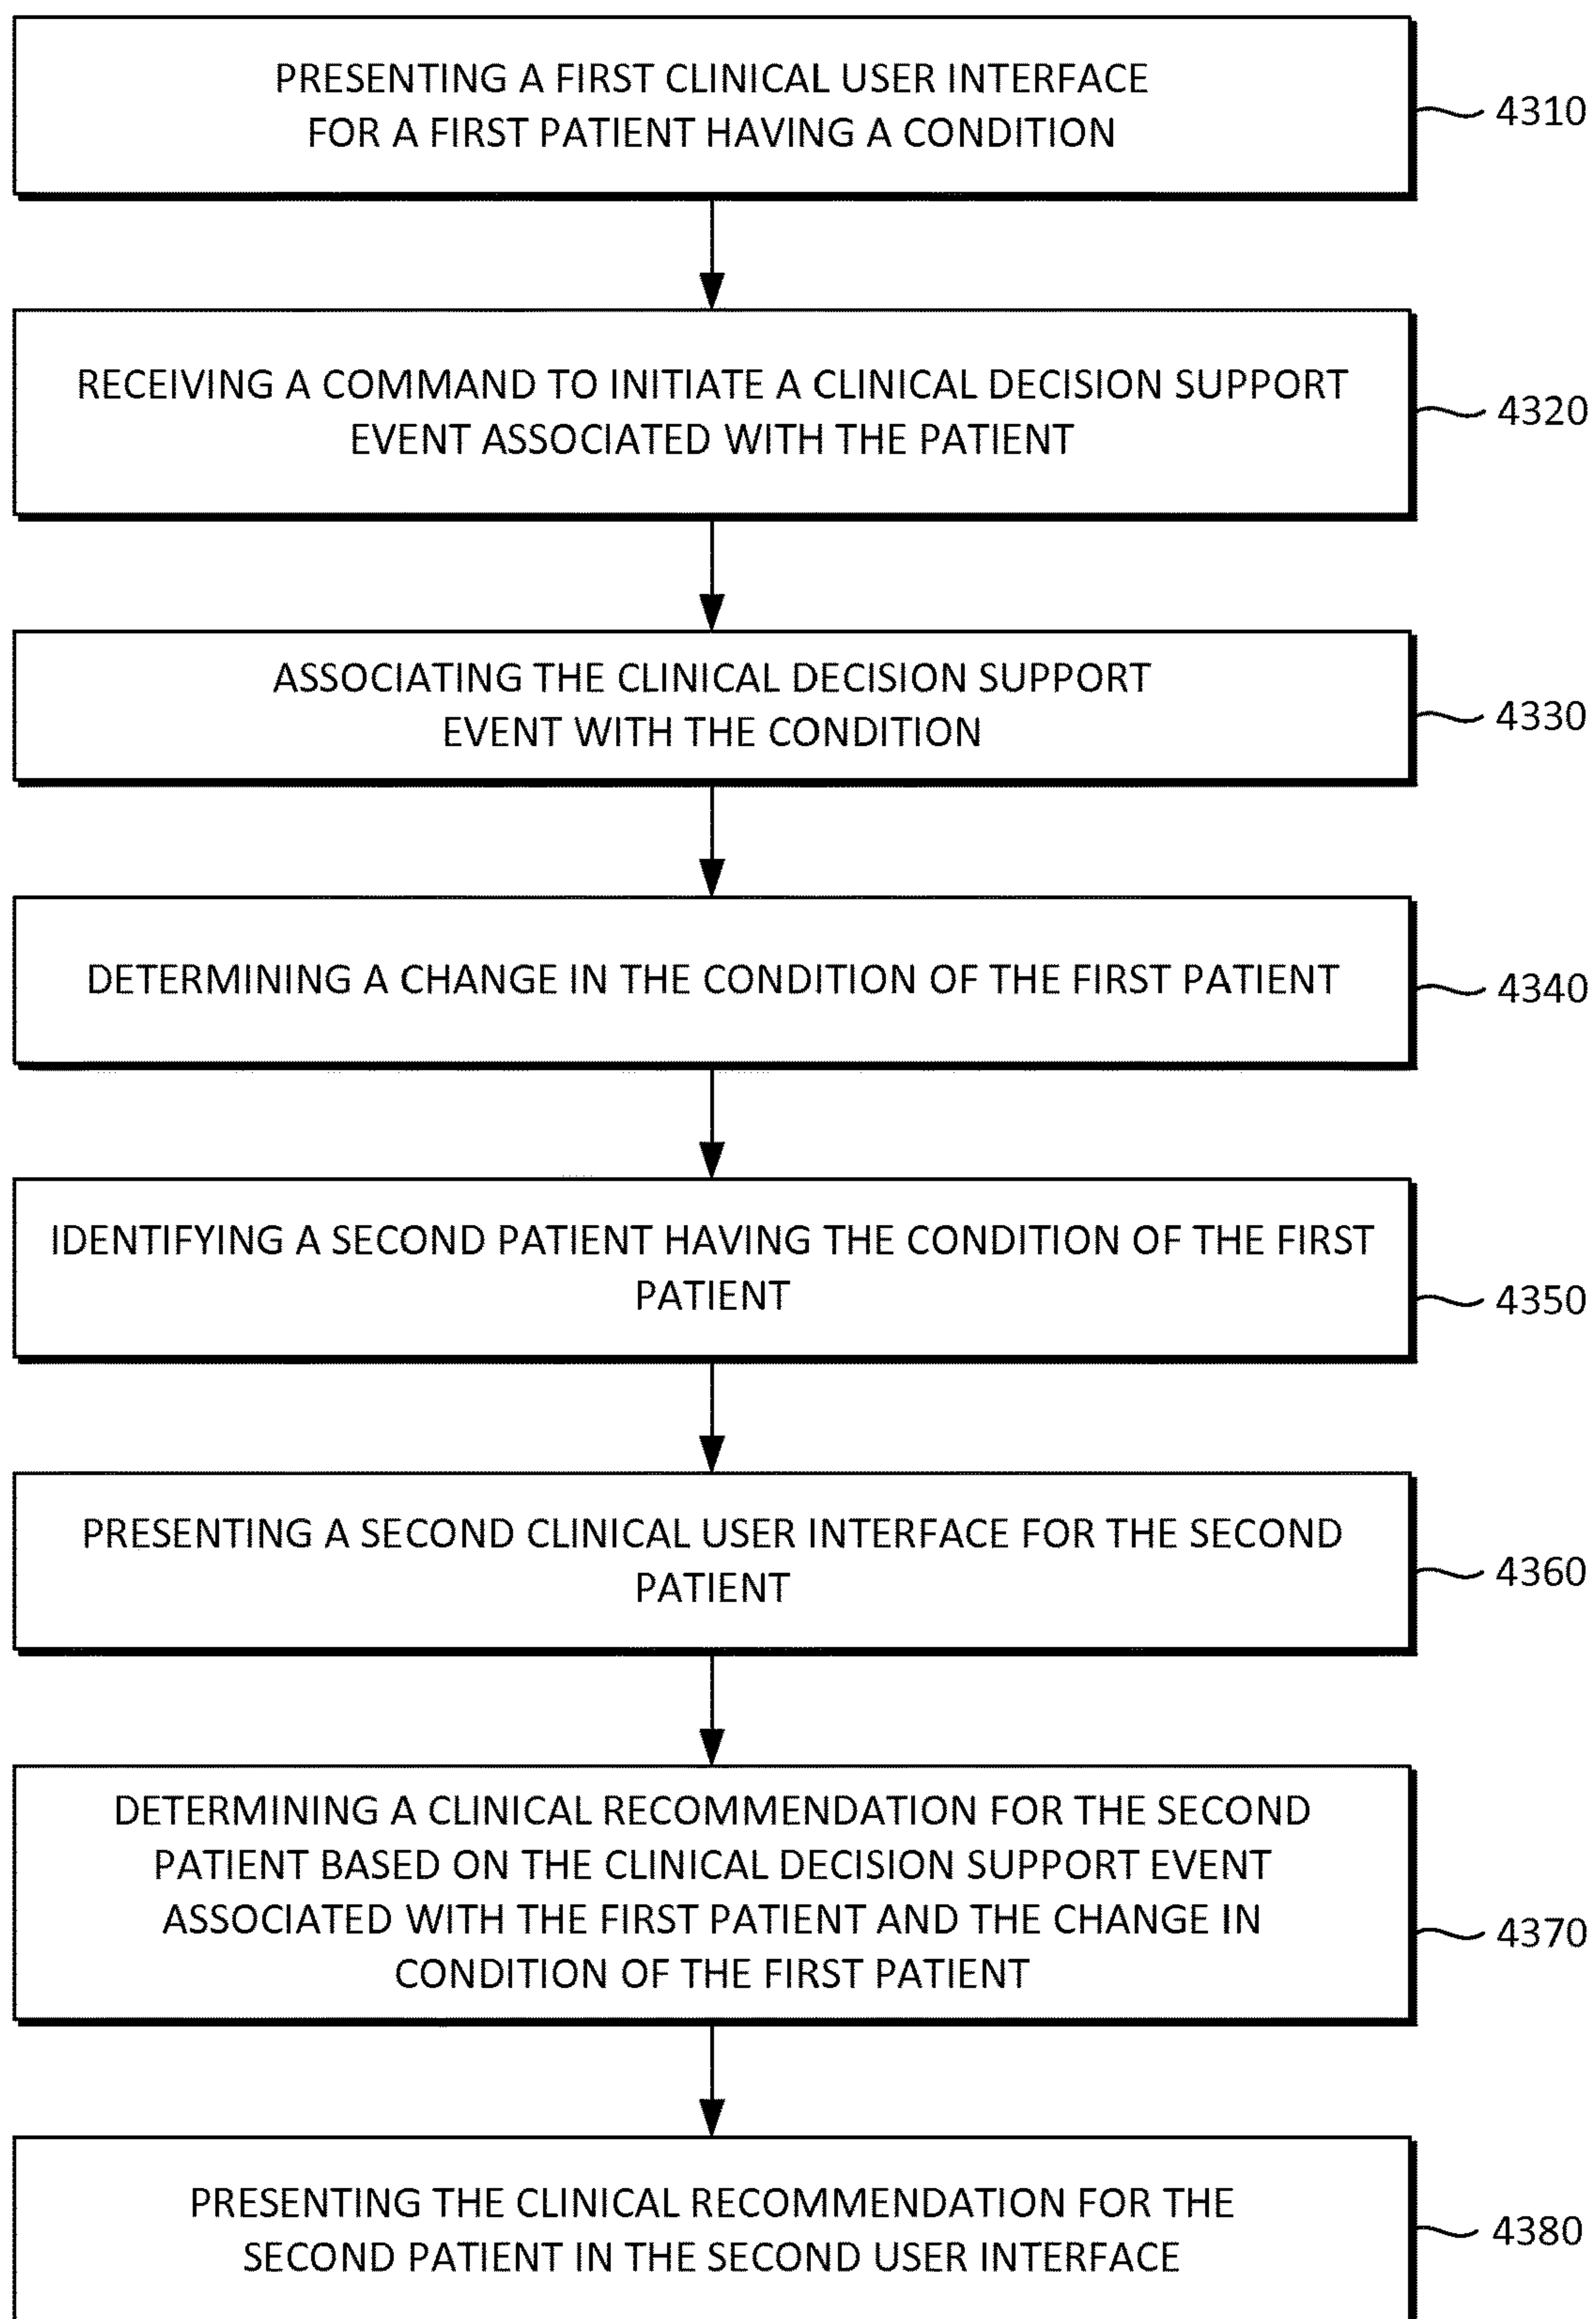 PRESENTING A FIRST CLINICAL USER INTERFACE
FOR A FIRST PATIENT HAVING A CONDITION
4310
RECEIVING A COMMAND TO INITIATE A CLINICAL DECISION SUPPORT
EVENT ASSOCIATED WITH THE PATIENT
4320
ASSOCIATING THE CLINICAL DECISION SUPPORT
EVENT WITH THE CONDITION
4330
DETERMINING A CHANGE IN THE CONDITION OF THE FIRST PATIENT
4340
IDENTIFYING A SECOND PATIENT HAVING THE CONDITION OF THE FIRST
PATIENT
4350
PRESENTING A SECOND CLINICAL USER INTERFACE FOR THE SECOND
PATIENT
4360
DETERMINING A CLINICAL RECOMMENDATION FOR THE SECOND
PATIENT BASED ON THE CLINICAL DECISION SUPPORT EVENT
ASSOCIATED WITH THE FIRST PATIENT AND THE CHANGE IN
CONDITION OF THE FIRST PATIENT
4370
PRESENTING THE CLINICAL RECOMMENDATION FOR THE
SECOND PATIENT IN THE SECOND USER INTERFACE
4380